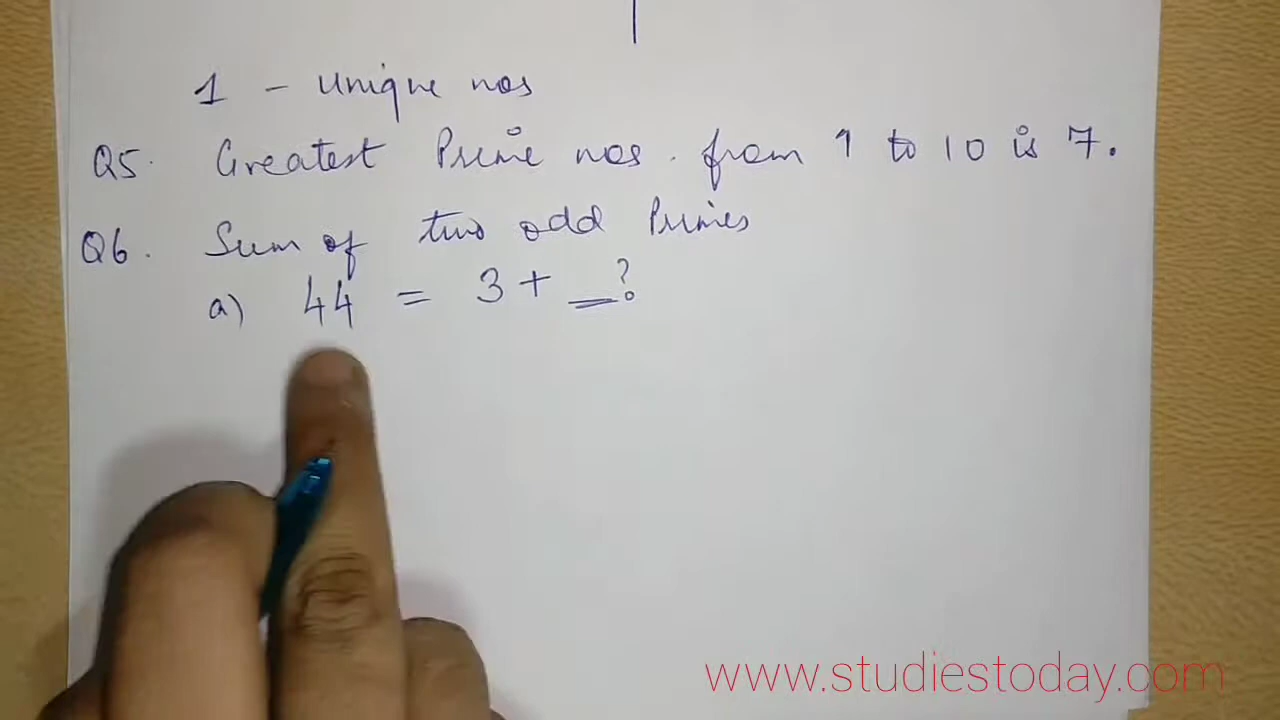 1 - Unique nos
Q5. Greatest Prime nos. from 1 to 10 is 7.
Q6. Sum of two odd Primes
a) 44 = 3 + __?
www.studiestoday.com